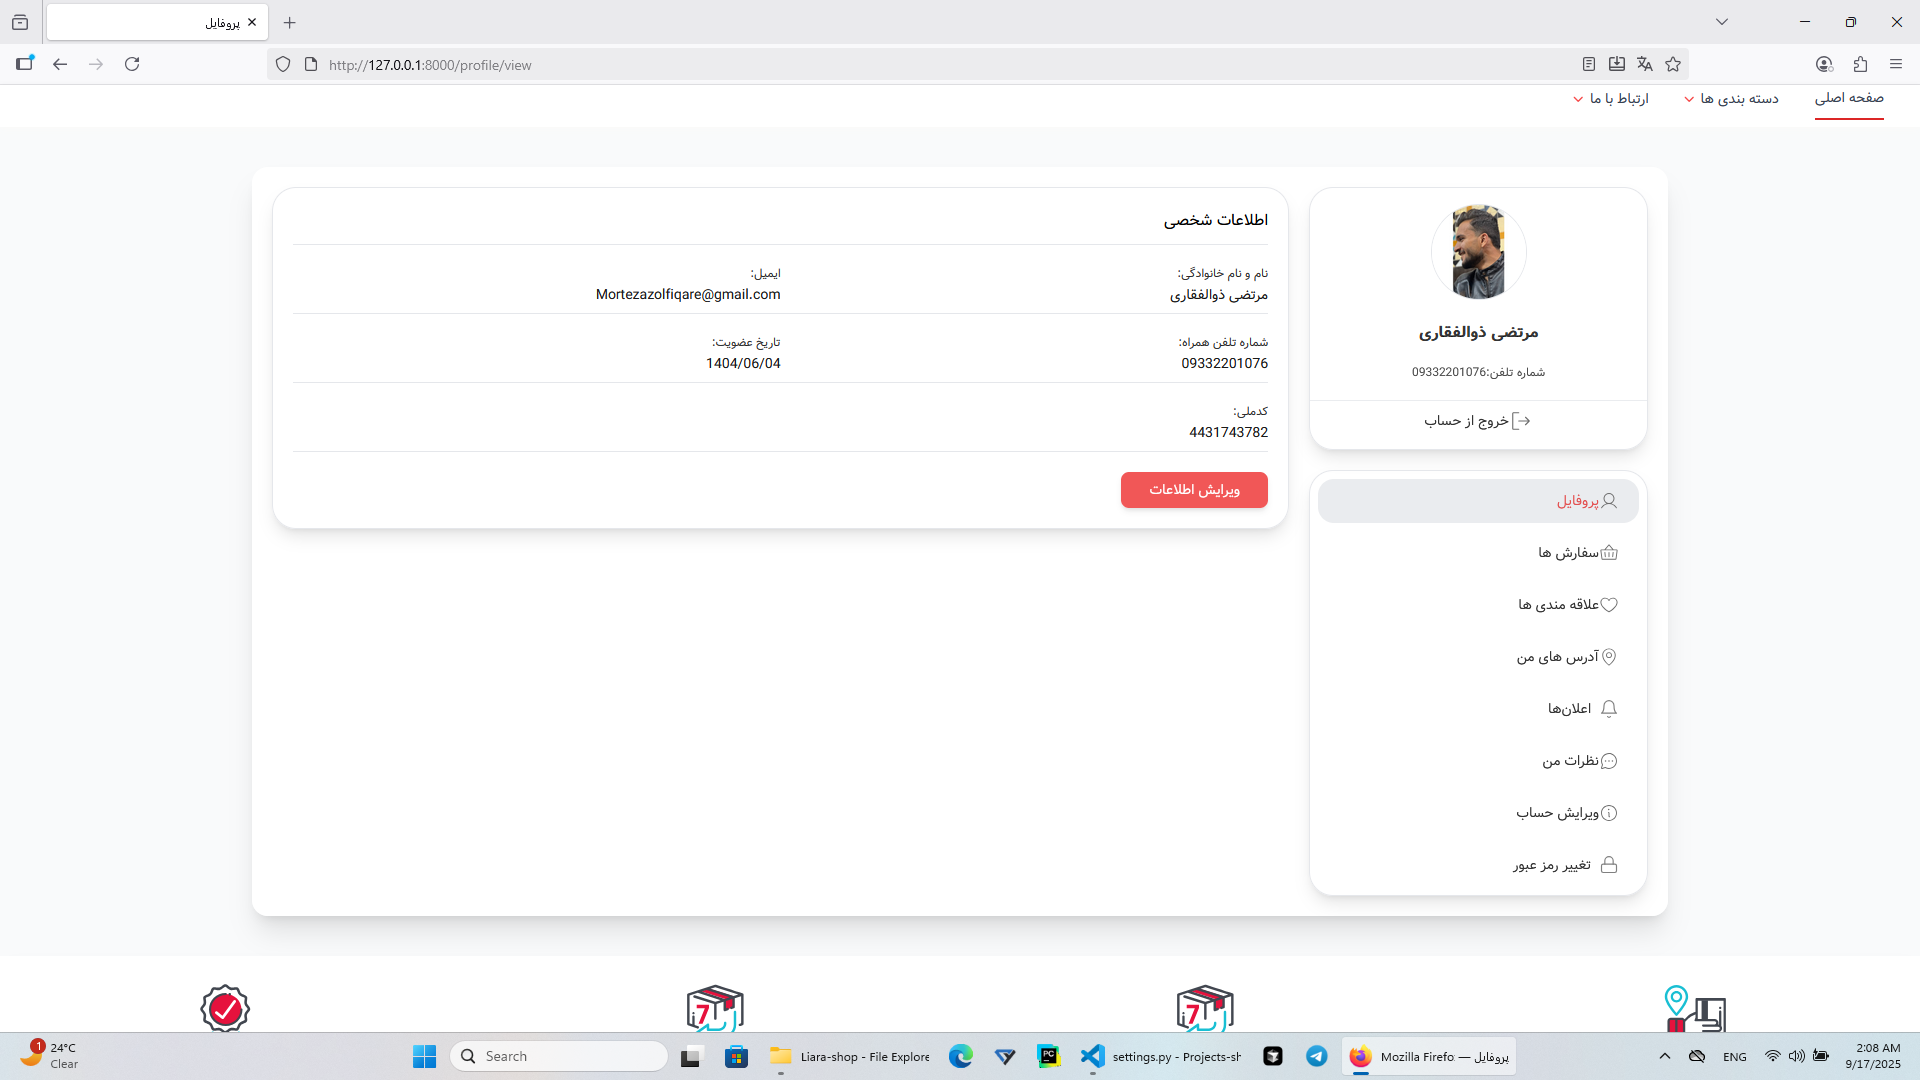 پروفایل
http://127.0.0.1:8000/profile/view
صفحه اصلی
دسته بندی ها
ارتباط با ما
مرتضی ذوالفقاری
شماره تلفن:09332201076
خروج از حساب
پروفایل
سفارش ها
علاقه مندی ها
آدرس های من
اعلان‌ها
نظرات من
ویرایش حساب
تغییر رمز عبور
اطلاعات شخصی
نام و نام خانوادگی:
مرتضی ذوالفقاری
ایمیل:
Mortezazolfiqare@gmail.com
شماره تلفن همراه:
09332201076
تاریخ عضویت:
1404/06/04
کدملی:
4431743782
ویرایش اطلاعات
7
7
1
24°C
Clear
Search
Liara-shop - File Explore
PC
settings.py - Projects-sh
پروفایل — Mozilla Firefo
ENG
2:08 AM
9/17/2025